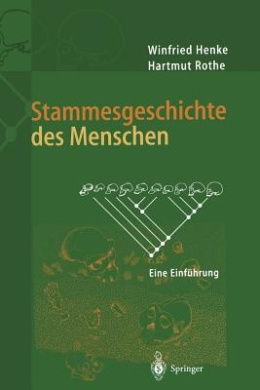 Winfried Henke
Hartmut Rothe
Stammesgeschichte
des Menschen
Eine Einführung
Springer